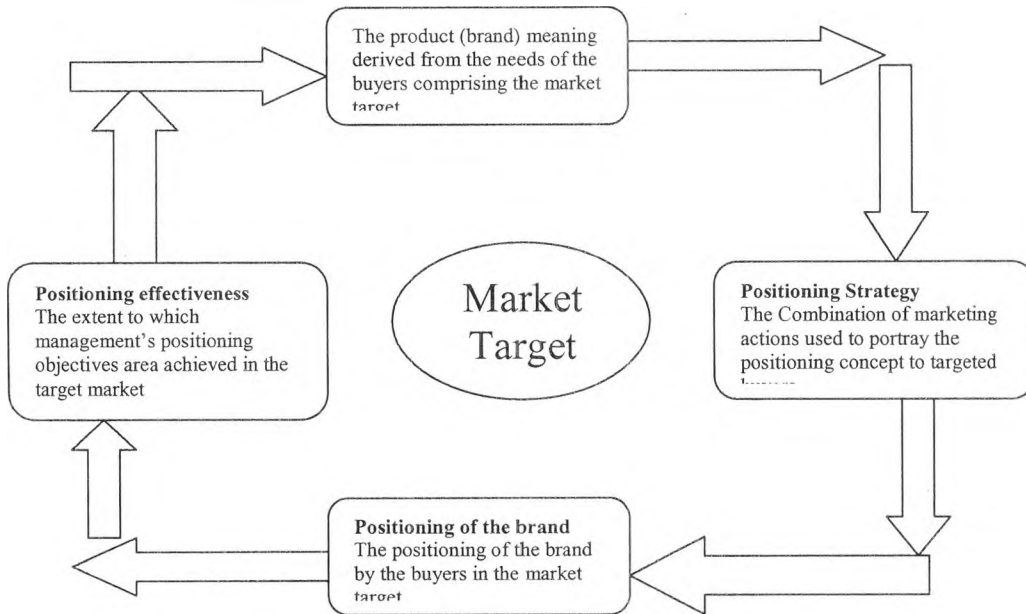 The product (brand) meaning
derived from the needs of the
buyers comprising the market
target
Positioning effectiveness
The extent to which
management's positioning
objectives area achieved in the
target market
Market
Target
Positioning Strategy
The Combination of marketing
actions used to portray the
positioning concept to targeted
Positioning of the brand
The positioning of the brand
by the buyers in the market
target